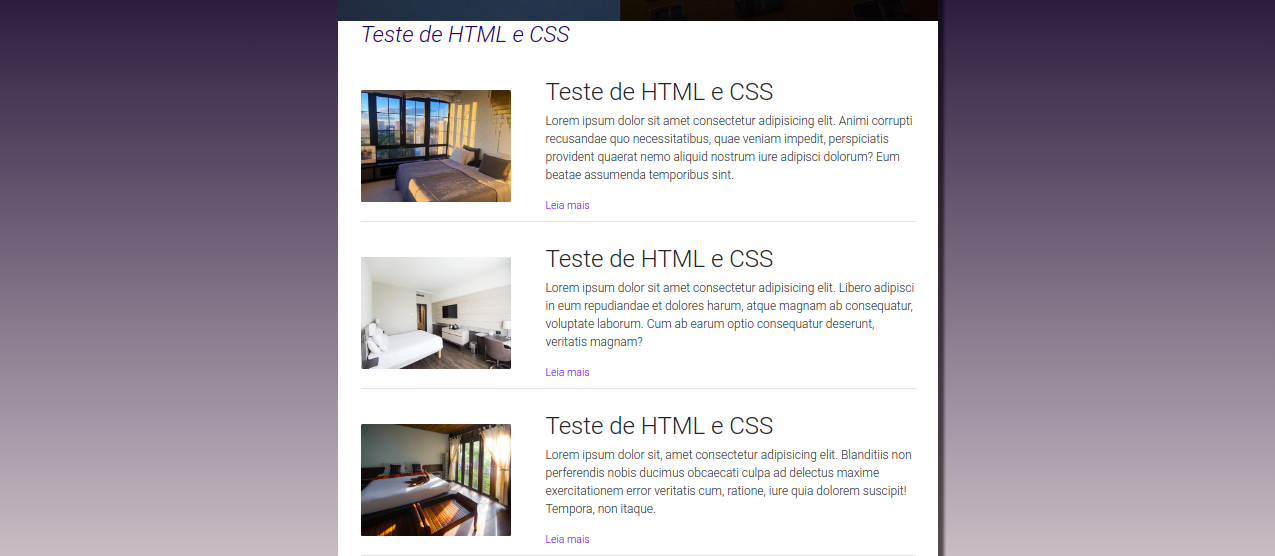 Teste de HTML e CSS
Teste de HTML e CSS
Lorem ipsum dolor sit amet consectetur adipisicing elit. Animi corrupti
recusandae quo necessitatibus, quae veniam impedit, perspiciatis
provident quaerat nemo aliquid nostrum iure adipisci dolorum? Eum
beatae assumenda temporibus sint.
Leia mais
Teste de HTML e CSS
Lorem ipsum dolor sit amet consectetur adipisicing elit. Libero adipisci
in eum repudiandae et dolores harum, atque magnam ab consequatur,
voluptate laborum. Cum ab earum optio consequatur deserunt,
veritatis magnam?
Leia mais
Teste de HTML e CSS
Lorem ipsum dolor sit, amet consectetur adipisicing elit. Blanditiis non
perferendis nobis ducimus obcaecati culpa ad delectus maxime
exercitationem error veritatis cum, ratione, iure quia dolorem suscipit!
Tempora, non itaque.
Leia mais